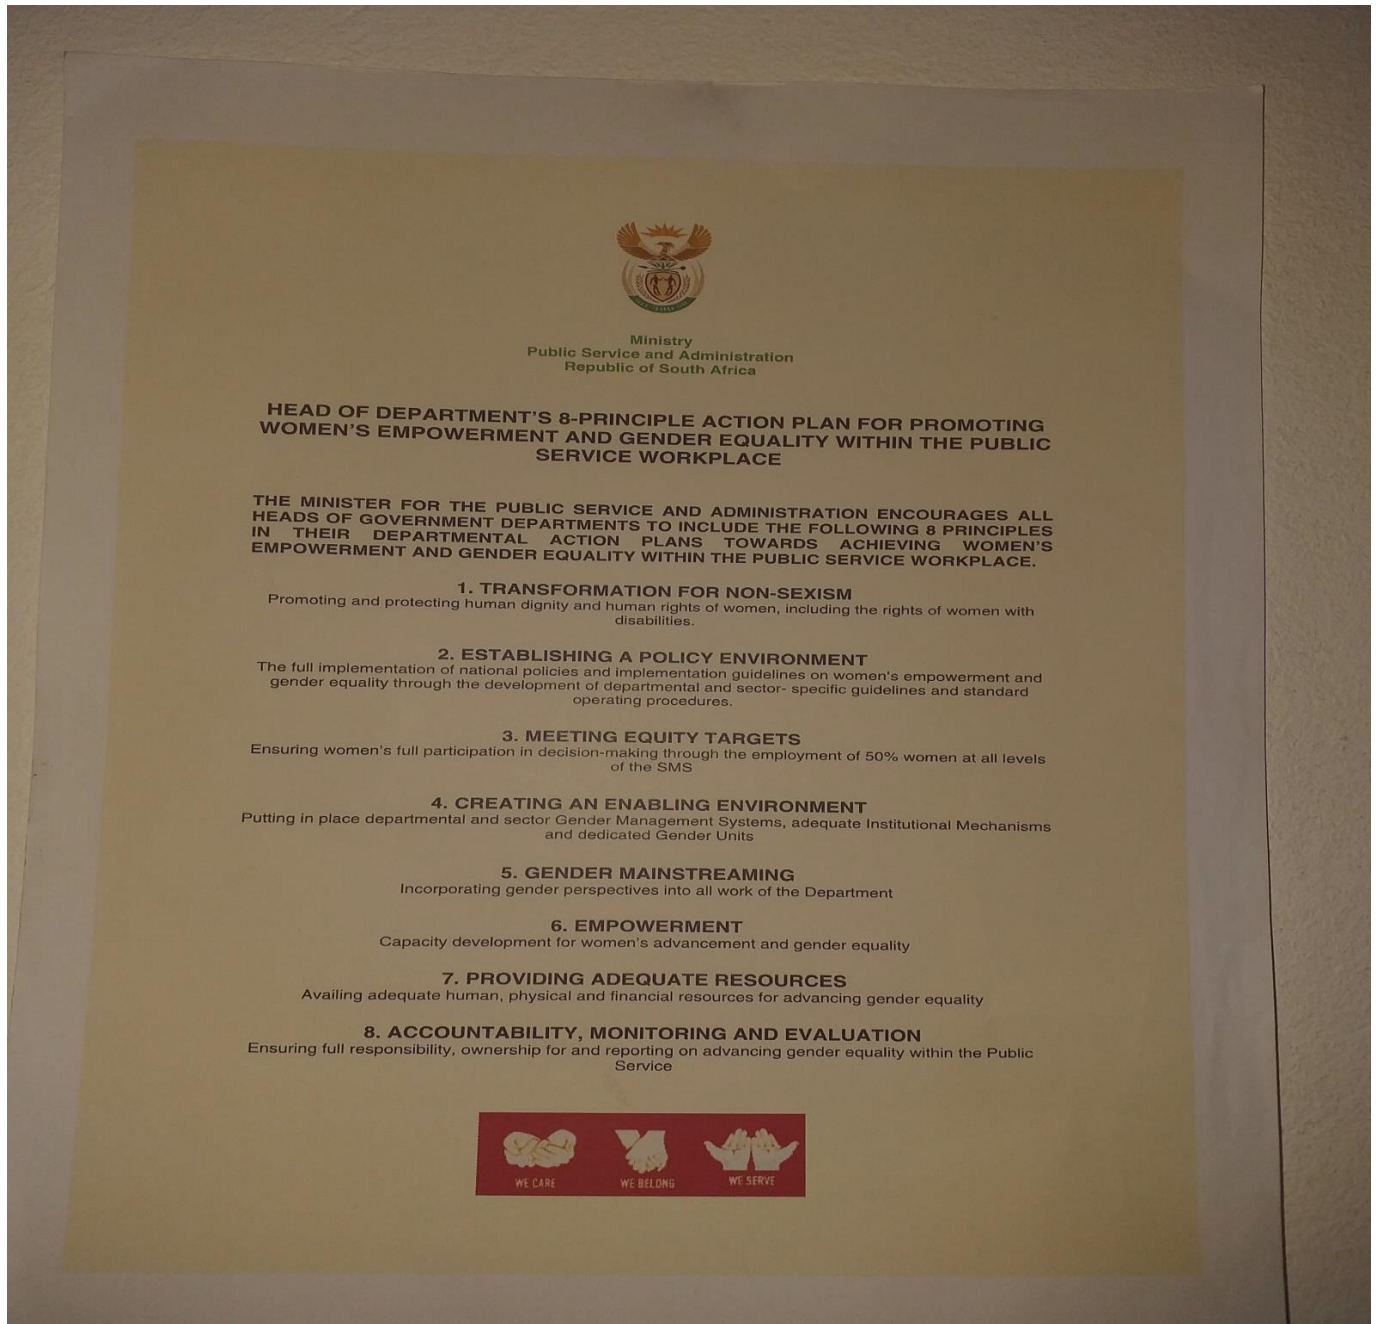 Ministry
Public Service and Administration
Republic of South Africa
HEAD OF DEPARTMENT'S 8-PRINCIPLE ACTION PLAN FOR PROMOTING
WOMEN'S EMPOWERMENT AND GENDER EQUALITY WITHIN THE PUBLIC
SERVICE WORKPLACE
THE MINISTER FOR THE PUBLIC SERVICE AND ADMINISTRATION ENCOURAGES ALL
HEADS OF GOVERNMENT DEPARTMENTS TO INCLUDE THE FOLLOWING 8 PRINCIPLES
IN THEIR DEPARTMENTAL ACTION PLANS TOWARDS ACHIEVING WOMEN'S
EMPOWERMENT AND GENDER EQUALITY WITHIN THE PUBLIC SERVICE WORKPLACE.
1. TRANSFORMATION FOR NON-SEXISM
Promoting and protecting human dignity and human rights of women, including the rights of women with
disabilities.
2. ESTABLISHING A POLICY ENVIRONMENT
The full implementation of national policies and implementation guidelines on women's empowerment and
gender equality through the development of departmental and sector- specific guidelines and standard
operating procedures.
3. MEETING EQUITY TARGETS
Ensuring women's full participation in decision-making through the employment of 50% women at all levels
of the SMS
4. CREATING AN ENABLING ENVIRONMENT
Putting in place departmental and sector Gender Management Systems, adequate Institutional Mechanisms
and dedicated Gender Units
5. GENDER MAINSTREAMING
Incorporating gender perspectives into all work of the Department
6. EMPOWERMENT
Capacity development for women's advancement and gender equality
7. PROVIDING ADEQUATE RESOURCES
Availing adequate human, physical and financial resources for advancing gender equality
8. ACCOUNTABILITY, MONITORING AND EVALUATION
Ensuring full responsibility, ownership for and reporting on advancing gender equality within the Public
Service
WE CARE
WE BELONG
WE SERVE